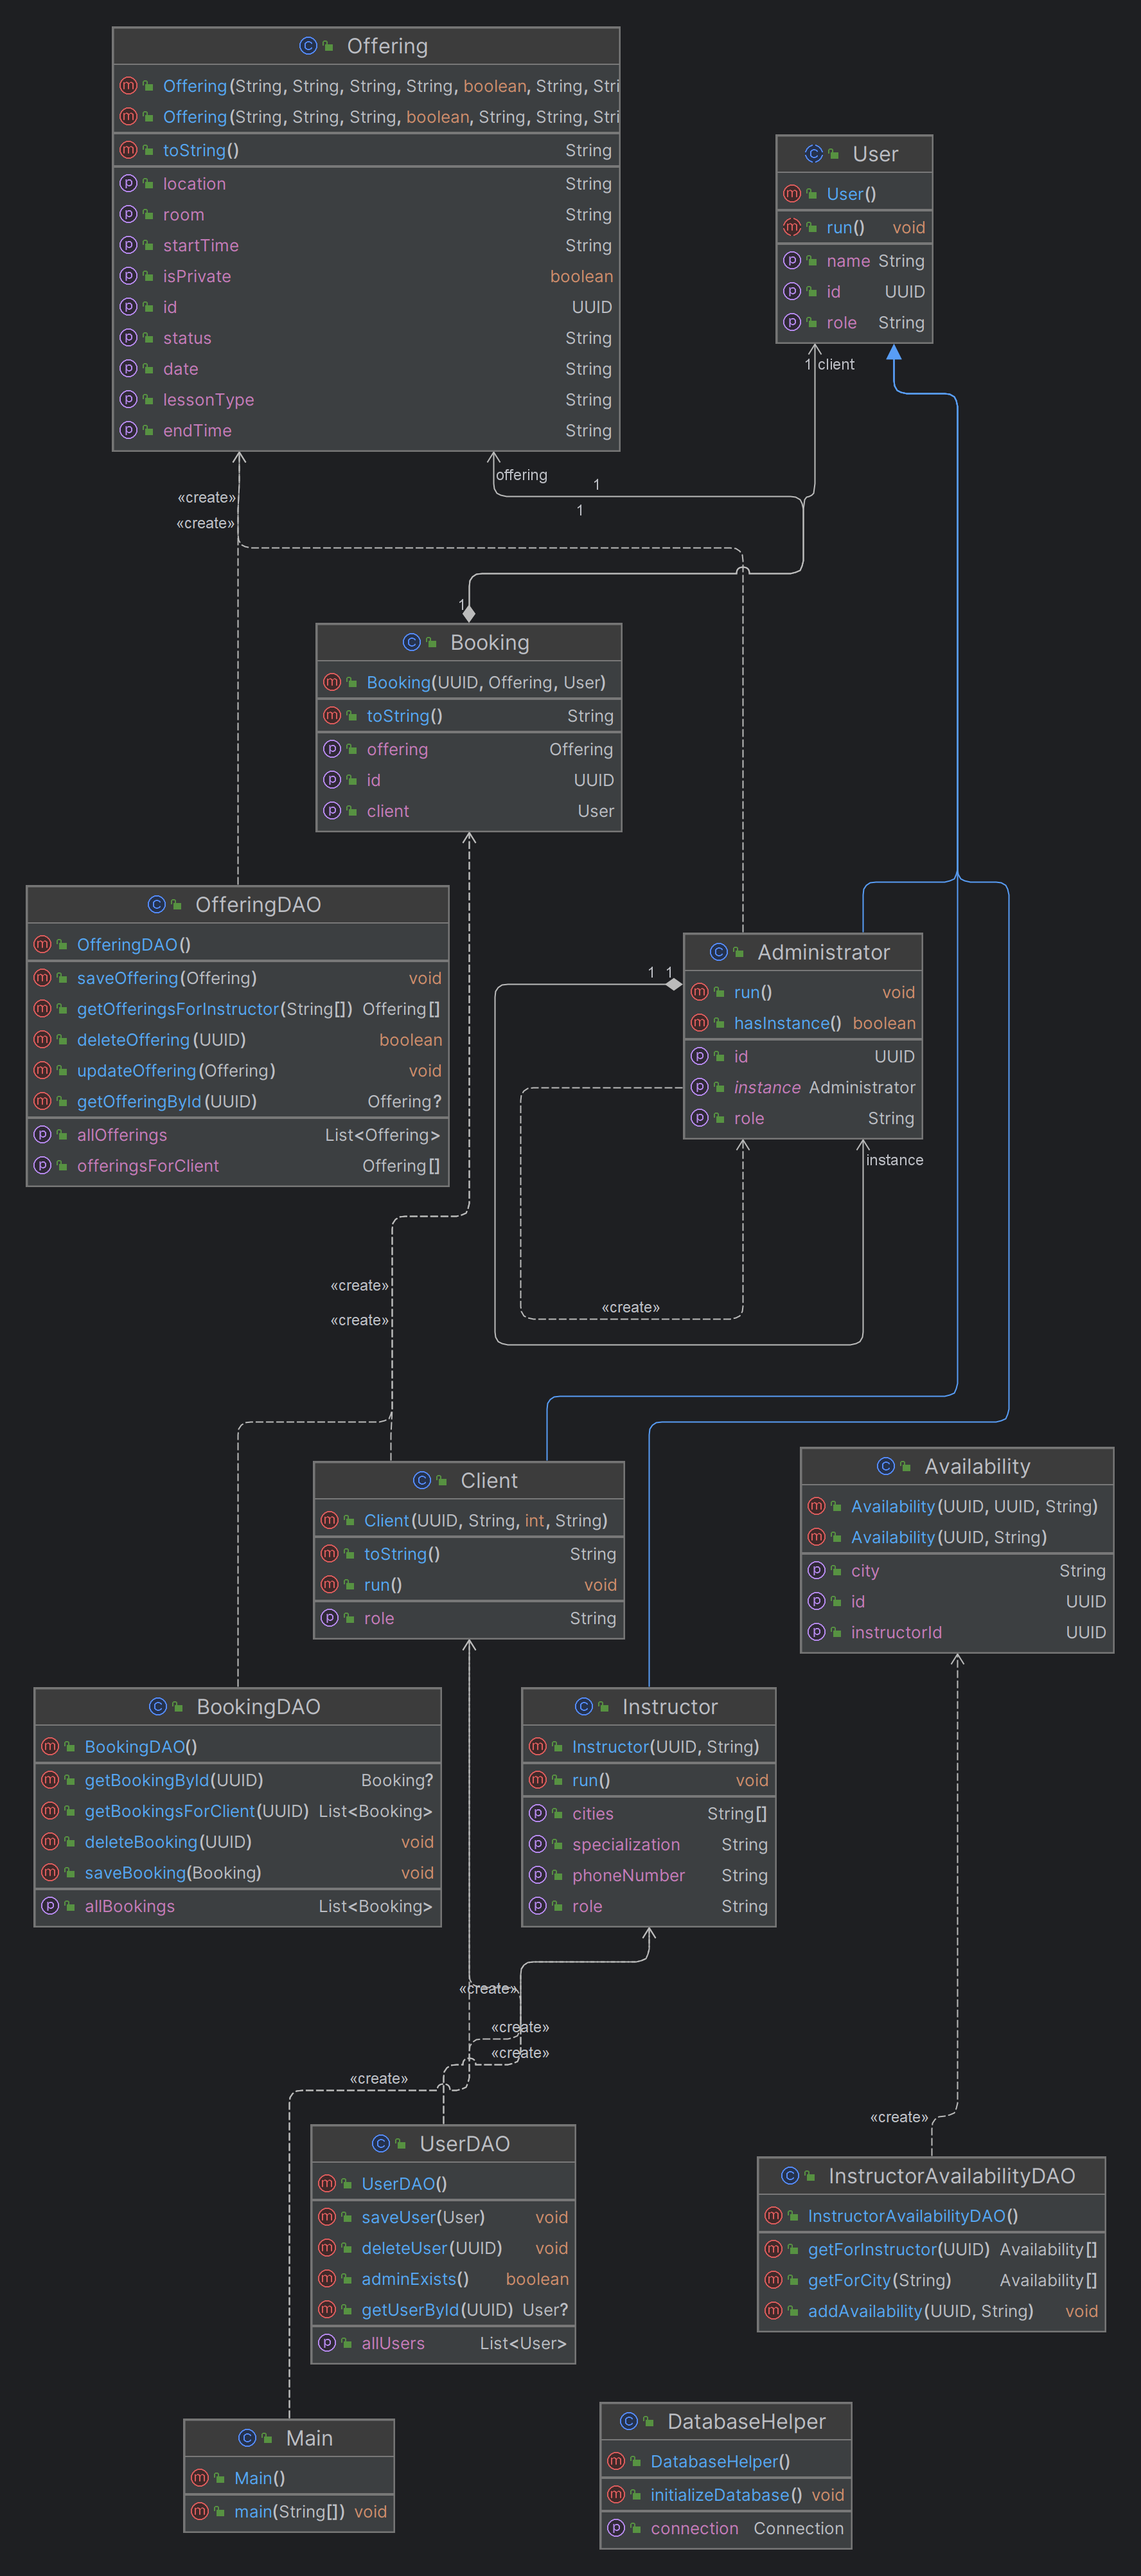 Offering
Offering(String, String, String, String, boolean, String, Stri
Offering(String, String, String, boolean, String, String, Stri
toString() String
location String
room String
startTime String
isPrivate boolean
id UUID
status String
date String
lessonType String
endTime String
User
User()
run() void
name String
id UUID
role String
1 client
offering
1
1
«create»
«create»
1
Booking
Booking(UUID, Offering, User)
toString() String
offering Offering
id UUID
client User
OfferingDAO
OfferingDAO()
saveOffering(Offering) void
getOfferingsForInstructor(String[]) Offering[]
deleteOffering(UUID) boolean
updateOffering(Offering) void
getOfferingById(UUID) Offering?
allOfferings List<Offering>
offeringsForClient Offering[]
1 1
Administrator
run() void
hasInstance() boolean
id UUID
instance Administrator
role String
instance
«create»
«create»
«create»
Client
Client(UUID, String, int, String)
toString() String
run() void
role String
Availability
Availability(UUID, UUID, String)
Availability(UUID, String)
city String
id UUID
instructorId UUID
BookingDAO
BookingDAO()
getBookingById(UUID) Booking?
getBookingsForClient(UUID) List<Booking>
deleteBooking(UUID) void
saveBooking(Booking) void
allBookings List<Booking>
Instructor
Instructor(UUID, String)
run() void
cities String[]
specialization String
phoneNumber String
role String
«create»
«create»
«create»
«create»
«create»
UserDAO
UserDAO()
saveUser(User) void
deleteUser(UUID) void
adminExists() boolean
getUserById(UUID) User?
allUsers List<User>
InstructorAvailabilityDAO
InstructorAvailabilityDAO()
getForInstructor(UUID) Availability[]
getForCity(String) Availability[]
addAvailability(UUID, String) void
Main
Main()
main(String[]) void
DatabaseHelper
DatabaseHelper()
initializeDatabase() void
connection Connection